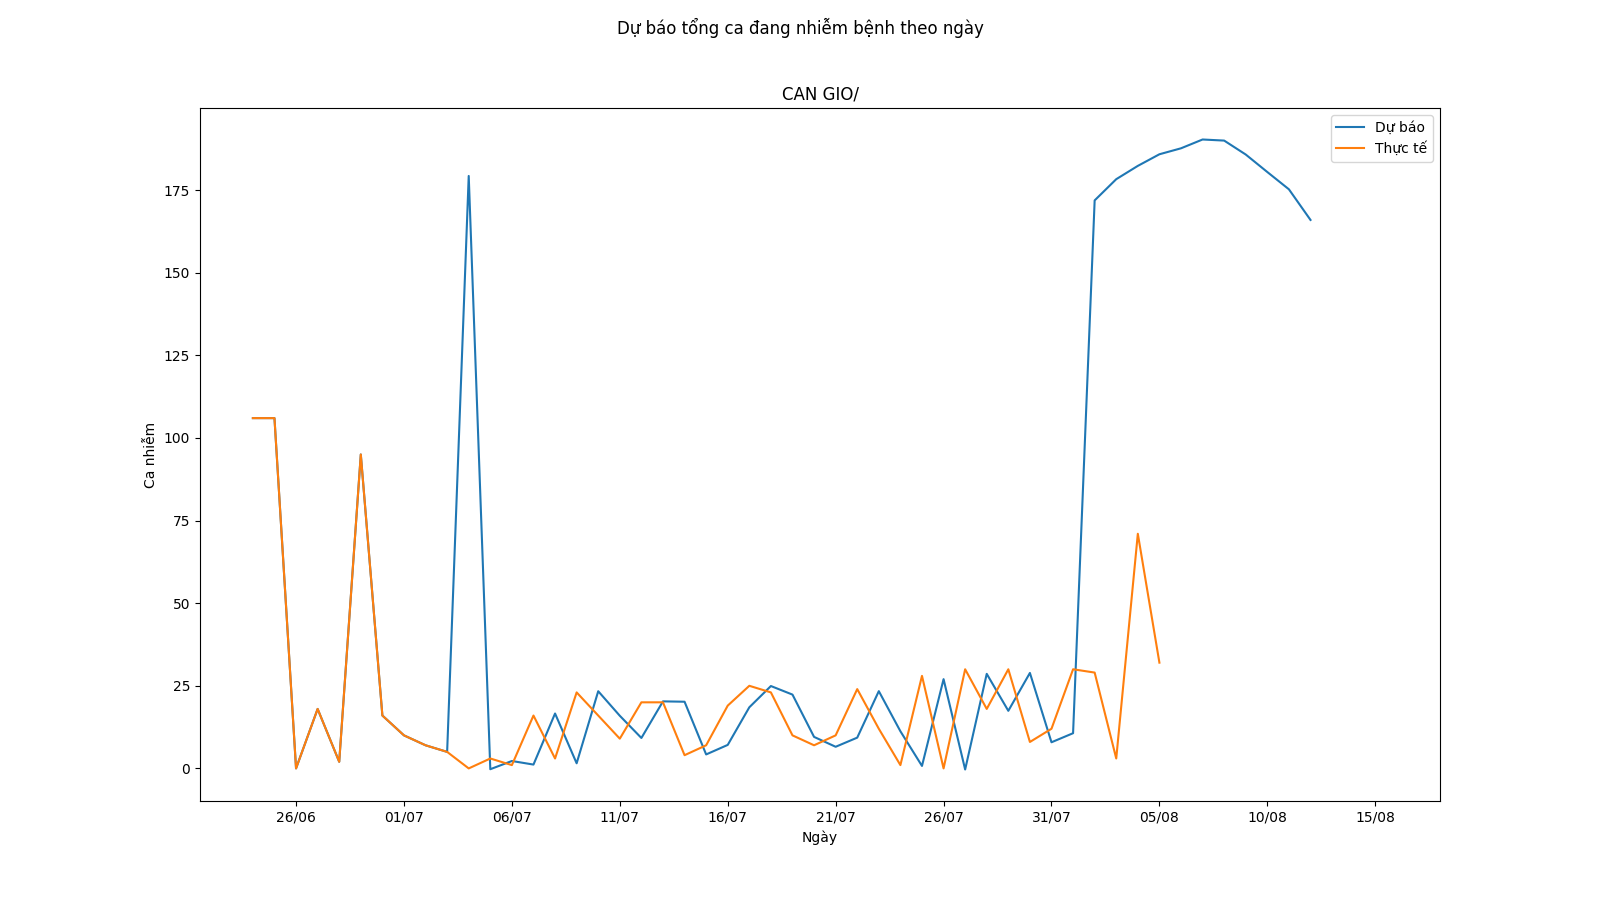 Dự báo tổng ca đang nhiễm bệnh theo ngày
CAN GIO/
Dự báo
Thực tế
175
150
125
100
75
50
25
0
Ca nhiễm
26/06 01/07 06/07 11/07 16/07 21/07 26/07 31/07 05/08 10/08 15/08
Ngày